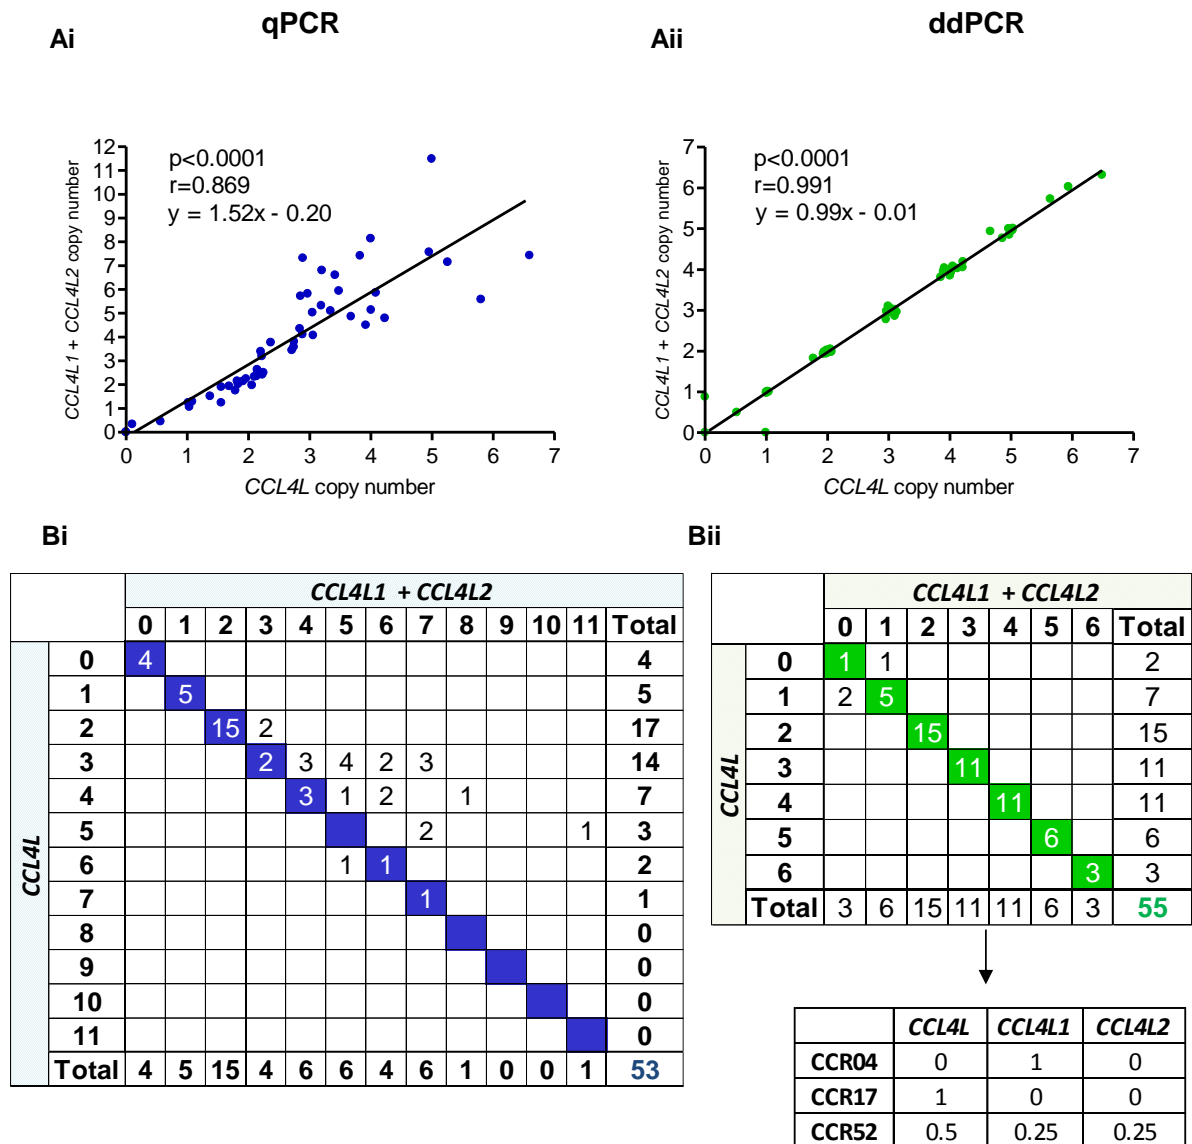 qPCR
ddPCR
Ai
Aii
p<0.0001
r=0.869
y = 1.52x - 0.20
CCL4L1 + CCL4L2 copy number
12
11
10
9
8
7
6
5
4
3
2
1
0
0 1 2 3 4 5 6 7
CCL4L copy number
p<0.0001
r=0.991
y = 0.99x - 0.01
CCL4L1 + CCL4L2 copy number
7
6
5
4
3
2
1
0
0 1 2 3 4 5 6 7
CCL4L copy number
Bi
CCL4L1 + CCL4L2
0 1 2 3 4 5 6 7 8 9 10 11 Total
CCL4L
0 4 4
1 5 5
2 15 2 17
3 2 3 4 2 3 14
4 3 1 2 1 7
5 2 1 3
6 1 1 2
7 1 1
8 0
9 0
10 0
11 0
Total 4 5 15 4 6 6 4 6 1 0 0 1 53
Bii
CCL4L1 + CCL4L2
0 1 2 3 4 5 6 Total
CCL4L
0 1 1 2
1 2 5 7
2 15 15
3 11 11
4 11 11
5 6 6
6 3 3
Total 3 6 15 11 11 6 3 55
CCL4L CCL4L1 CCL4L2
CCR04 0 1 0
CCR17 1 0 0
CCR52 0.5 0.25 0.25